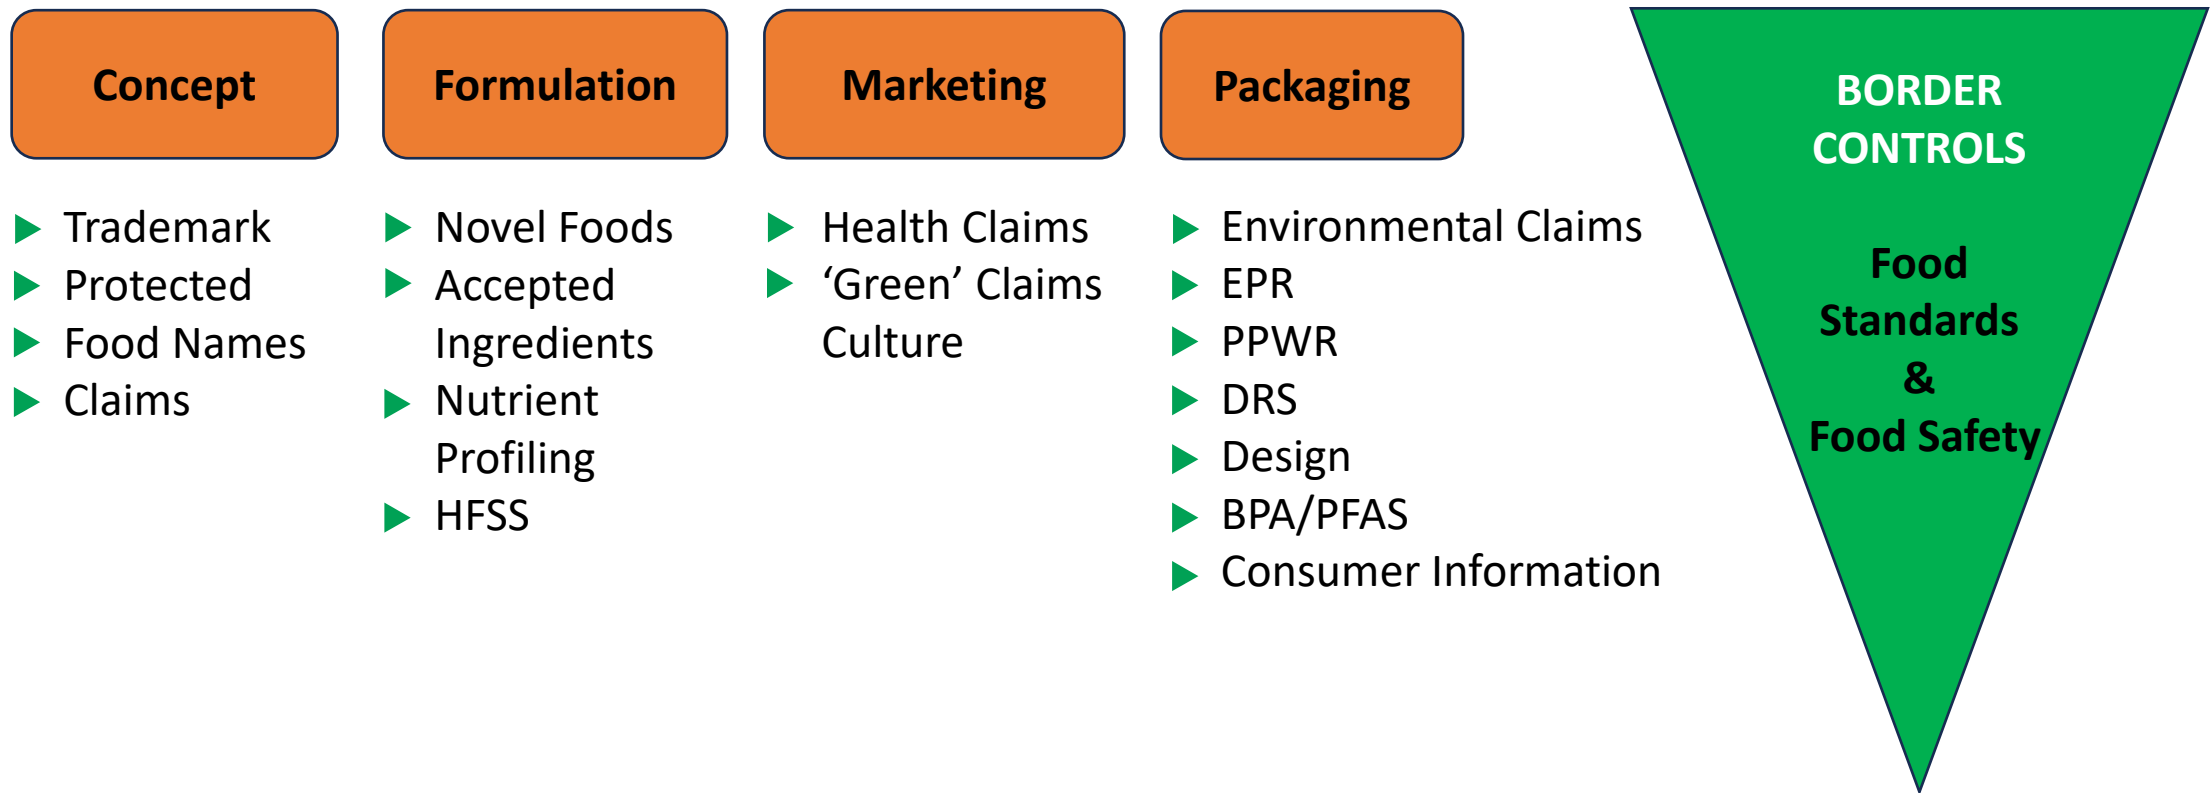 Concept
Trademark
Protected
Food Names
Claims
Formulation
Novel Foods
Accepted
Ingredients
Nutrient
Profiling
HFSS
Marketing
Health Claims
‘Green’ Claims
Culture
Packaging
Environmental Claims
EPR
PPWR
DRS
Design
BPA/PFAS
Consumer Information
BORDER
CONTROLS
Food
Standards
&
Food Safety